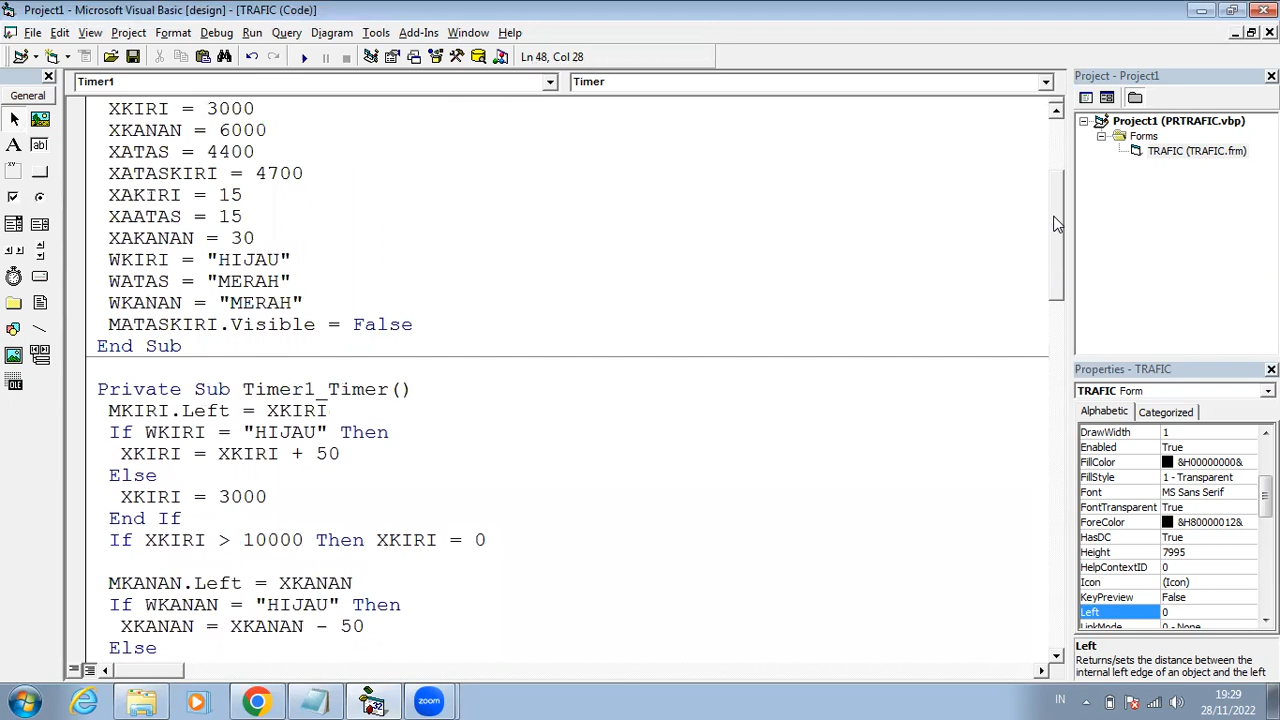 Project1 - Microsoft Visual Basic [design] - [TRAFIC (Code)]
File Edit View Project Format Debug Run Query Diagram Tools Add-Ins Window Help
Ln 48, Col 28
General
Timer1
Timer
XKIRI = 3000
XKANAN = 6000
XATAS = 4400
XATASKIRI = 4700
XAKIRI = 15
XAATAS = 15
XAKANAN = 30
WKIRI = "HIJAU"
WATAS = "MERAH"
WKANAN = "MERAH"
MATASKIRI.Visible = False
End Sub
Private Sub Timer1_Timer()
MKIRI.Left = XKIRI
If WKIRI = "HIJAU" Then
XKIRI = XKIRI + 50
Else
XKIRI = 3000
End If
If XKIRI > 10000 Then XKIRI = 0
MKANAN.Left = XKANAN
If WKANAN = "HIJAU" Then
XKANAN = XKANAN - 50
Else
Project - Project1
Project1 (PRTRAFIC.vbp)
Forms
TRAFIC (TRAFIC.frm)
Properties - TRAFIC
TRAFIC Form
Alphabetic Categorized
DrawWidth 1
Enabled True
FillColor &H00000000&
FillStyle 1 - Transparent
Font MS Sans Serif
FontTransparent True
ForeColor &H80000012&
HasDC True
Height 7995
HelpContextID 0
Icon (Icon)
KeyPreview False
Left 0
LinkMode 0 - None
Left
Returns/sets the distance between the
internal left edge of an object and the left
zoom
IN
19:29
28/11/2022